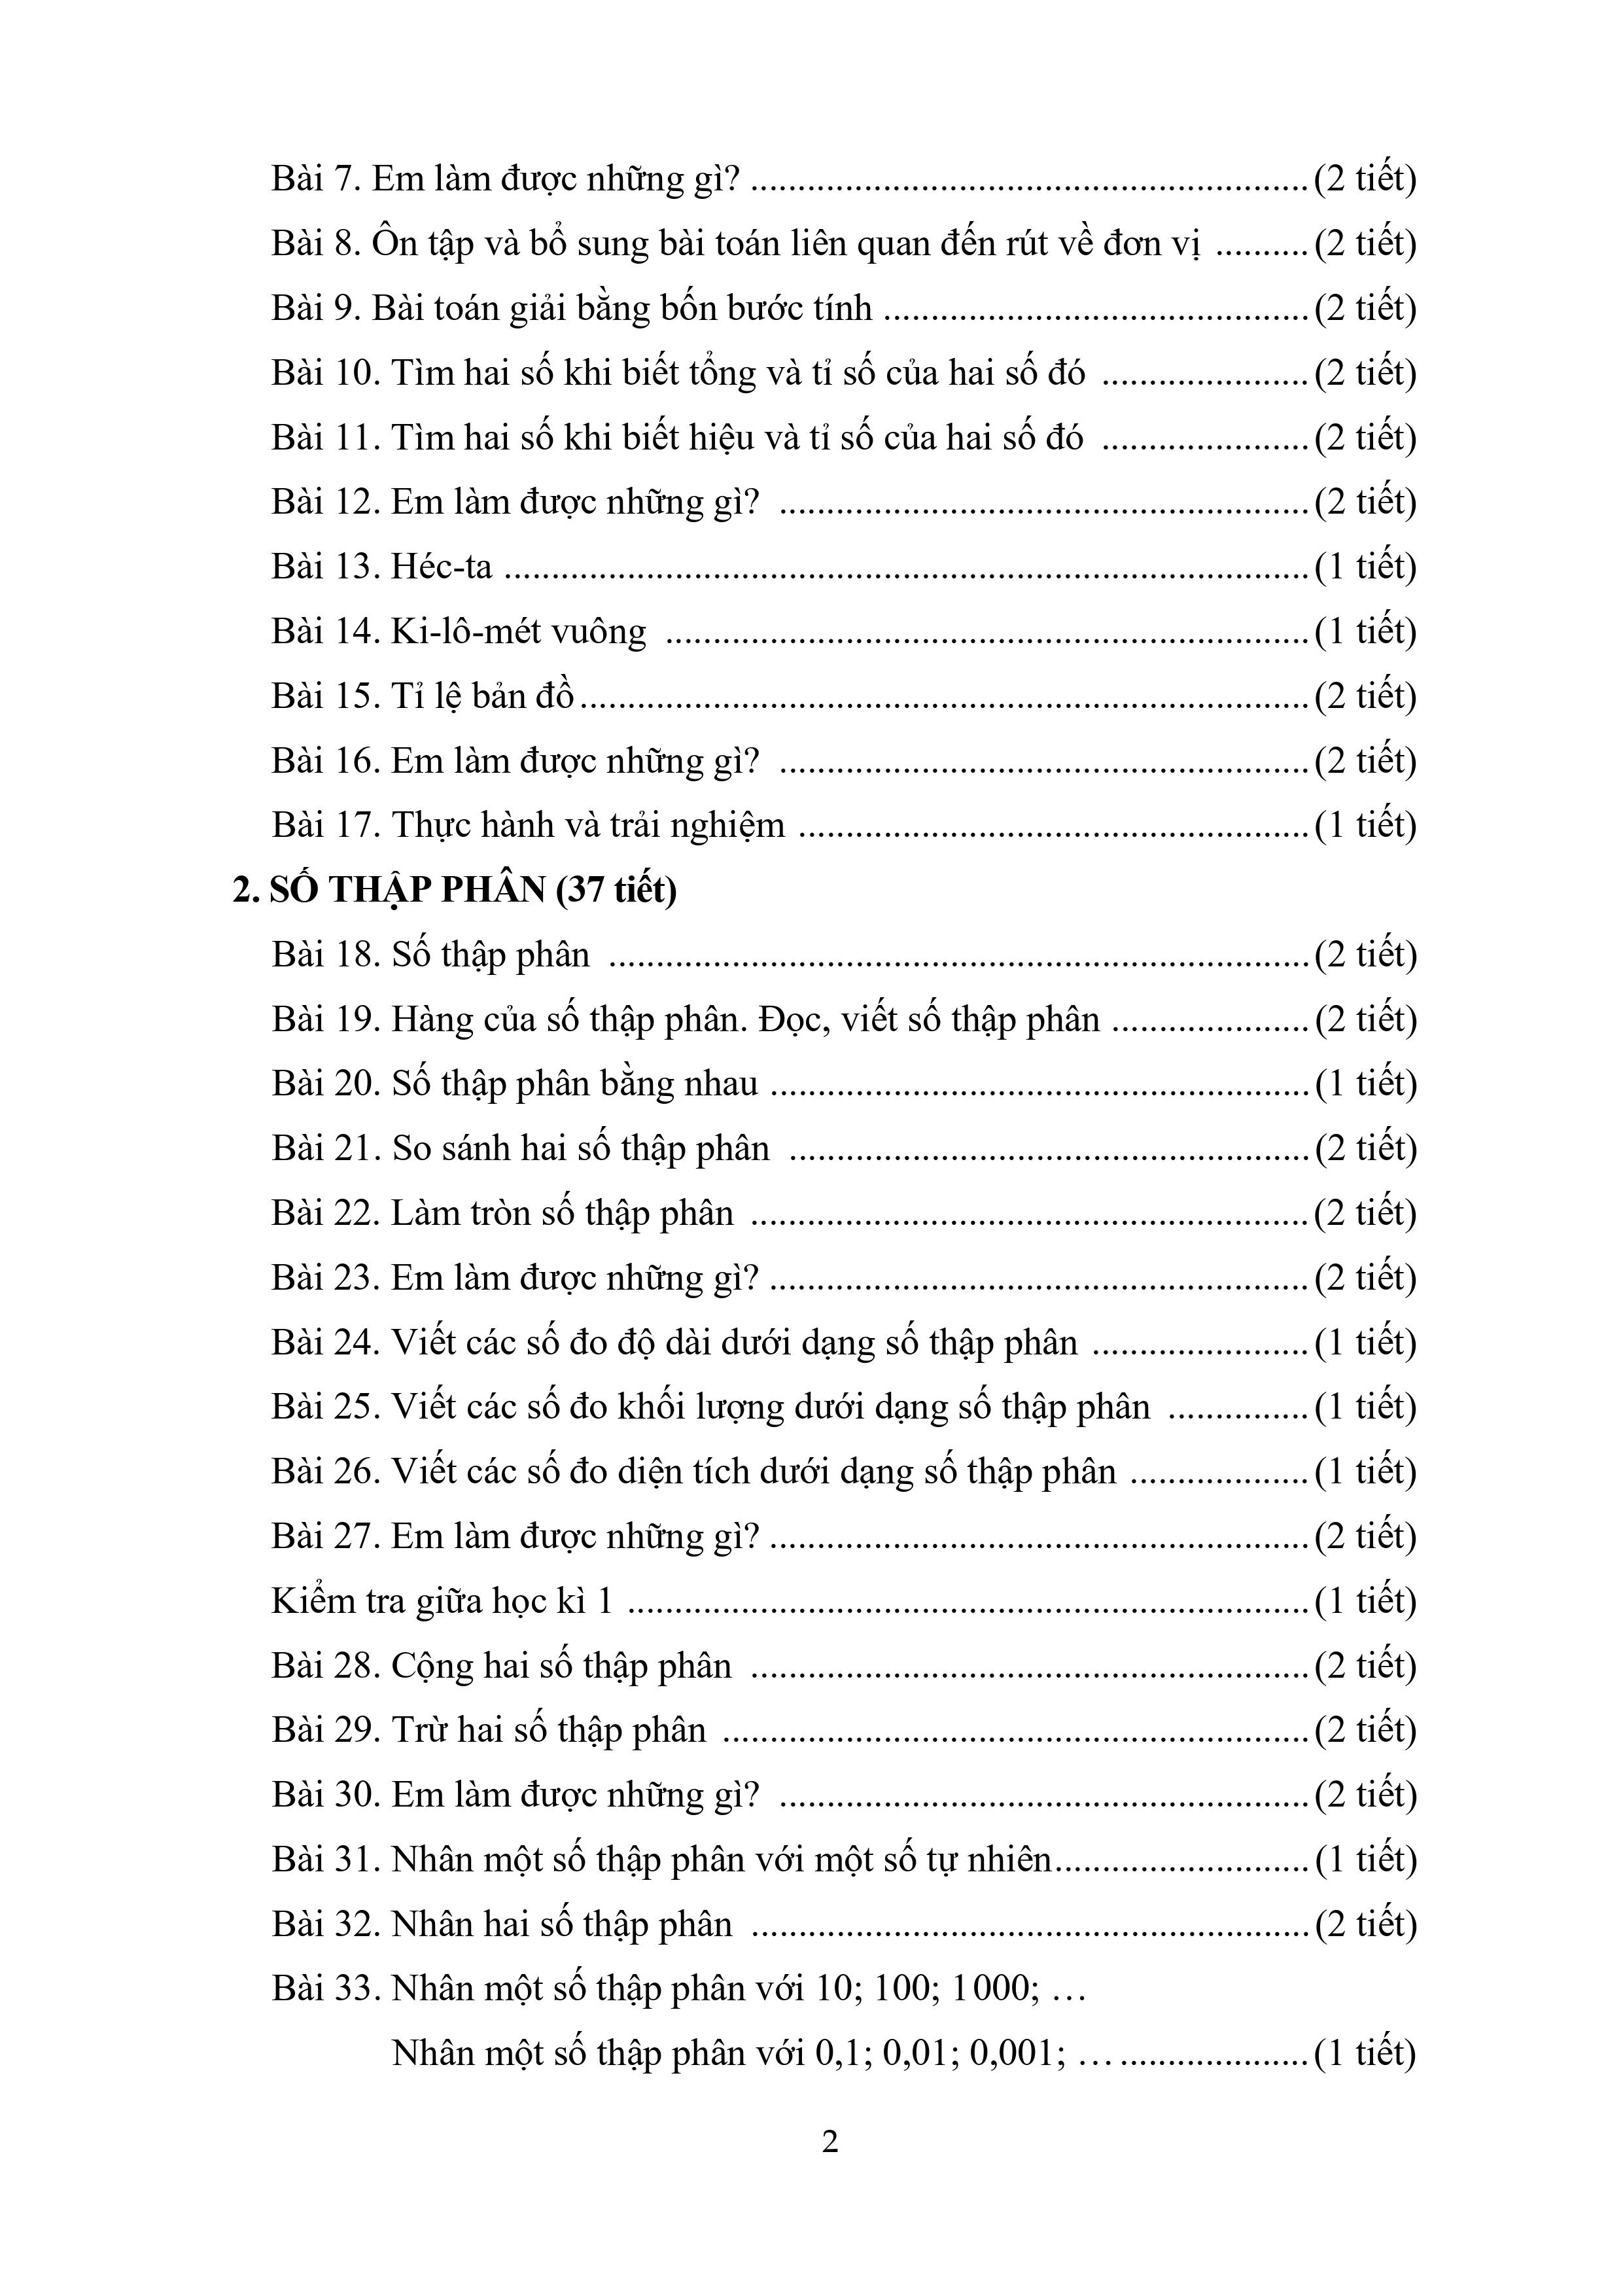 Bài 7. Em làm được những gì? ........................................................... (2 tiết)
Bài 8. Ôn tập và bổ sung bài toán liên quan đến rút về đơn vị .......... (2 tiết)
Bài 9. Bài toán giải bằng bốn bước tính ............................................. (2 tiết)
Bài 10. Tìm hai số khi biết tổng và tỉ số của hai số đó ...................... (2 tiết)
Bài 11. Tìm hai số khi biết hiệu và tỉ số của hai số đó ...................... (2 tiết)
Bài 12. Em làm được những gì? ........................................................ (2 tiết)
Bài 13. Héc-ta ..................................................................................... (1 tiết)
Bài 14. Ki-lô-mét vuông .................................................................... (1 tiết)
Bài 15. Tỉ lệ bản đồ ............................................................................. (2 tiết)
Bài 16. Em làm được những gì? ........................................................ (2 tiết)
Bài 17. Thực hành và trải nghiệm ...................................................... (1 tiết)
2. SỐ THẬP PHÂN (37 tiết)
Bài 18. Số thập phân .......................................................................... (2 tiết)
Bài 19. Hàng của số thập phân. Đọc, viết số thập phân ..................... (2 tiết)
Bài 20. Số thập phân bằng nhau ......................................................... (1 tiết)
Bài 21. So sánh hai số thập phân ....................................................... (2 tiết)
Bài 22. Làm tròn số thập phân ........................................................... (2 tiết)
Bài 23. Em làm được những gì? ......................................................... (2 tiết)
Bài 24. Viết các số đo độ dài dưới dạng số thập phân ....................... (1 tiết)
Bài 25. Viết các số đo khối lượng dưới dạng số thập phân ............... (1 tiết)
Bài 26. Viết các số đo diện tích dưới dạng số thập phân ................... (1 tiết)
Bài 27. Em làm được những gì? ......................................................... (2 tiết)
Kiểm tra giữa học kì 1 ........................................................................ (1 tiết)
Bài 28. Cộng hai số thập phân ........................................................... (2 tiết)
Bài 29. Trừ hai số thập phân .............................................................. (2 tiết)
Bài 30. Em làm được những gì? ........................................................ (2 tiết)
Bài 31. Nhân một số thập phân với một số tự nhiên........................... (1 tiết)
Bài 32. Nhân hai số thập phân ........................................................... (2 tiết)
Bài 33. Nhân một số thập phân với 10; 100; 1 000; …
Nhân một số thập phân với 0,1; 0,01; 0,001; … .................... (1 tiết)
2